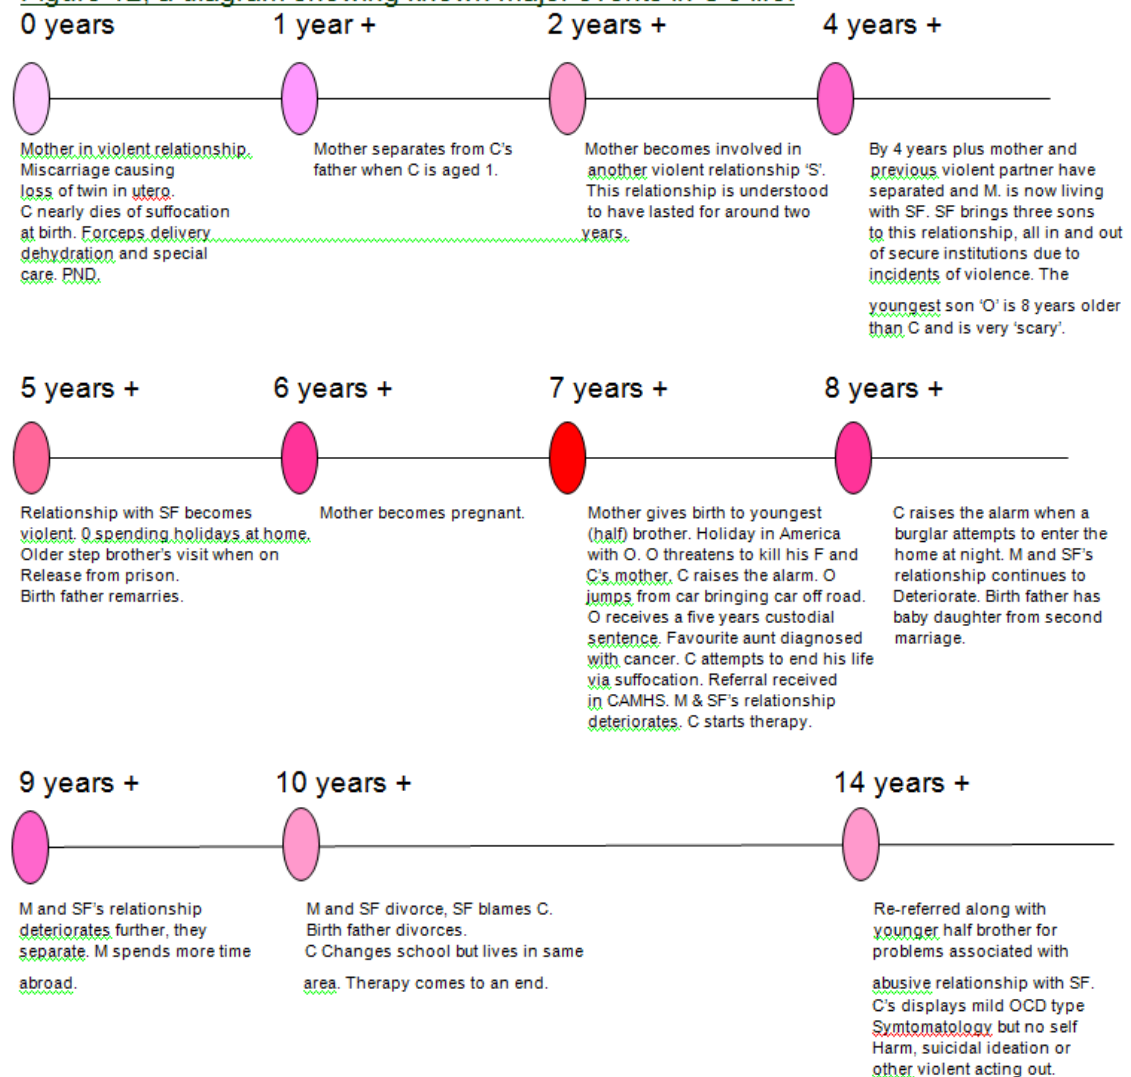 0 years
1 year +
2 years +
4 years +
Mother in violent relationship.
Miscarriage causing
loss of twin in utero.
C nearly dies of suffocation
at birth. Forceps delivery
dehydration and special
care. PND.
Mother separates from C's
father when C is aged 1.
Mother becomes involved in
another violent relationship 'S'.
This relationship is understood
to have lasted for around two
years.
By 4 years plus mother and
previous violent partner have
separated and M. is now living
with SF. SF brings three sons
to this relationship, all in and out
of secure institutions due to
incidents of violence. The
youngest son 'O' is 8 years older
than C and is very 'scary'.
5 years +
6 years +
7 years +
8 years +
Relationship with SF becomes
violent. 0 spending holidays at home.
Older step brother's visit when on
Release from prison.
Birth father remarries.
Mother becomes pregnant.
Mother gives birth to youngest
(half) brother. Holiday in America
with O. O threatens to kill his F and
C's mother. C raises the alarm. O
jumps from car bringing car off road.
O receives a five years custodial
sentence. Favourite aunt diagnosed
with cancer. C attempts to end his life
via suffocation. Referral received
in CAMHS. M & SF's relationship
deteriorates. C starts therapy.
C raises the alarm when a
burglar attempts to enter the
home at night. M and SF's
relationship continues to
Deteriorate. Birth father has
baby daughter from second
marriage.
9 years +
10 years +
14 years +
M and SF's relationship
deteriorates further, they
separate. M spends more time
abroad.
M and SF divorce, SF blames C.
Birth father divorces.
C Changes school but lives in same
area. Therapy comes to an end.
Re-referred along with
younger half brother for
problems associated with
abusive relationship with SF.
C's displays mild OCD type
Symtomatology but no self
Harm, suicidal ideation or
other violent acting out.